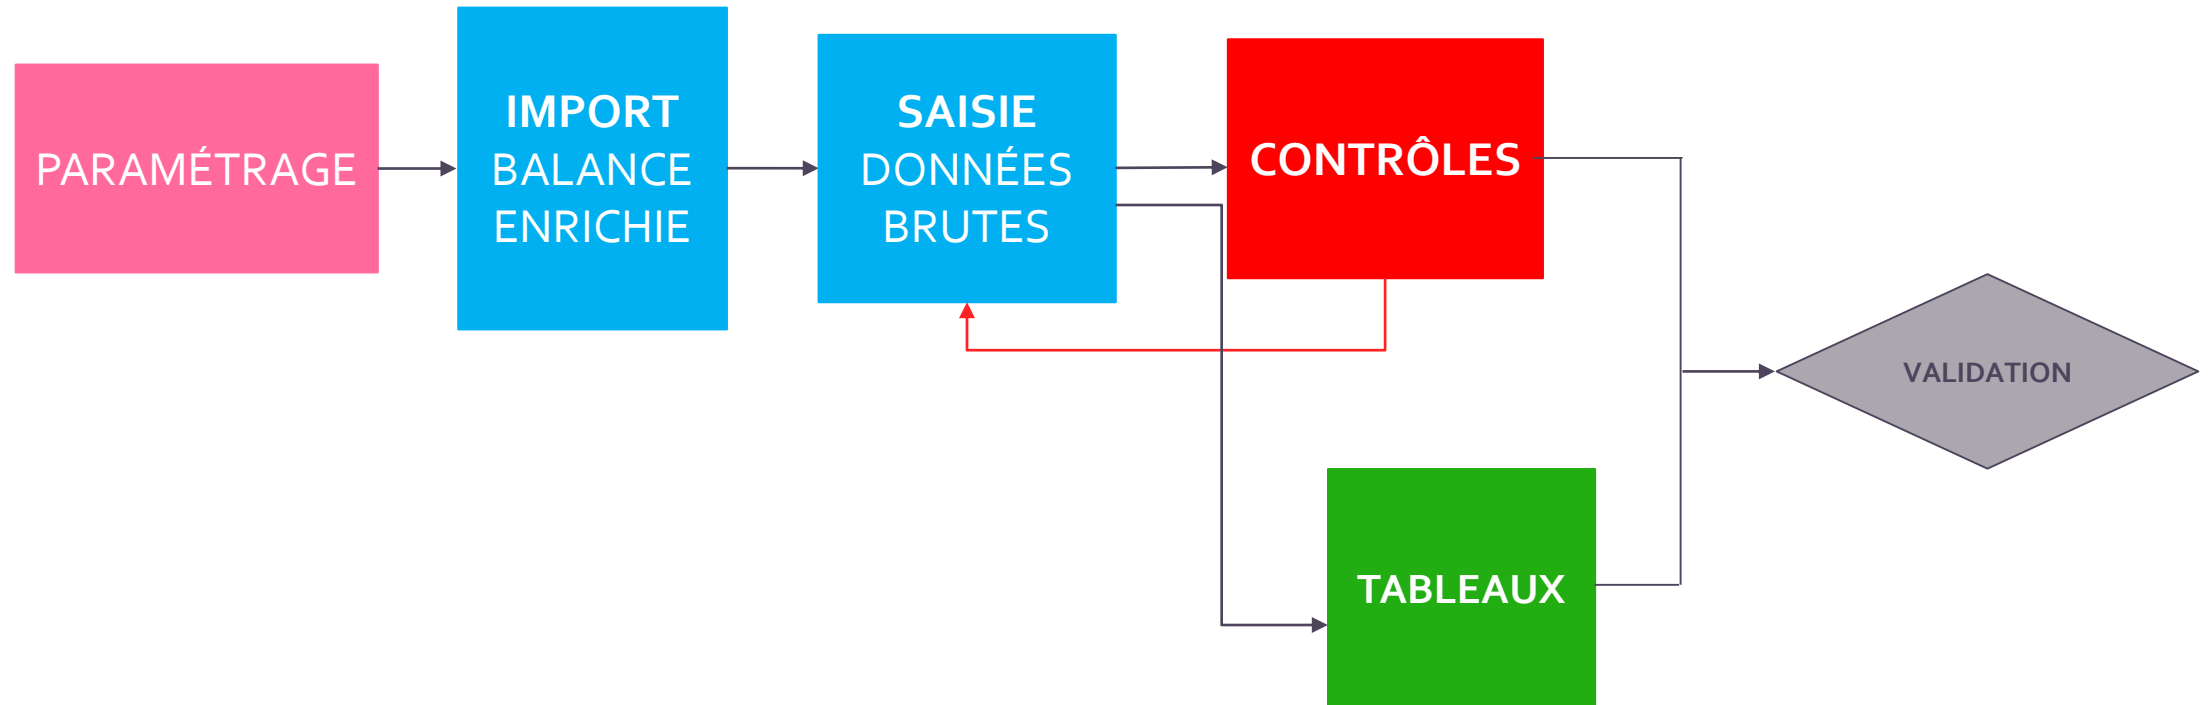 PARAMÉTRAGE
IMPORT
BALANCE
ENRICHIE
SAISIE
DONNÉES
BRUTES
CONTRÔLES
VALIDATION
TABLEAUX